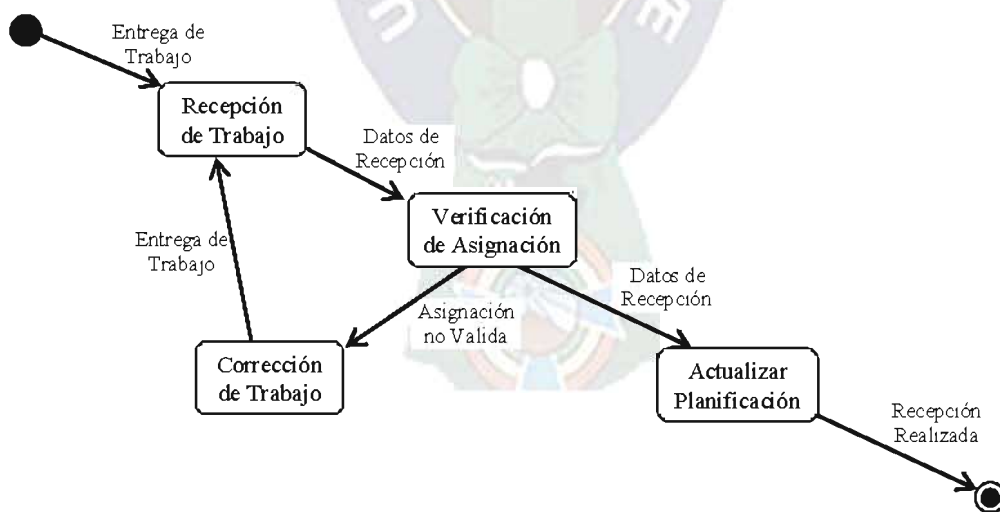 Entrega de
Trabajo
Recepción
de Trabajo
Datos de
Recepción
Verificación
de Asignación
Entrega de
Trabajo
Asignación
no Valida
Datos de
Recepción
Corrección
de Trabajo
Actualizar
Planificación
Recepción
Realizada
U
E